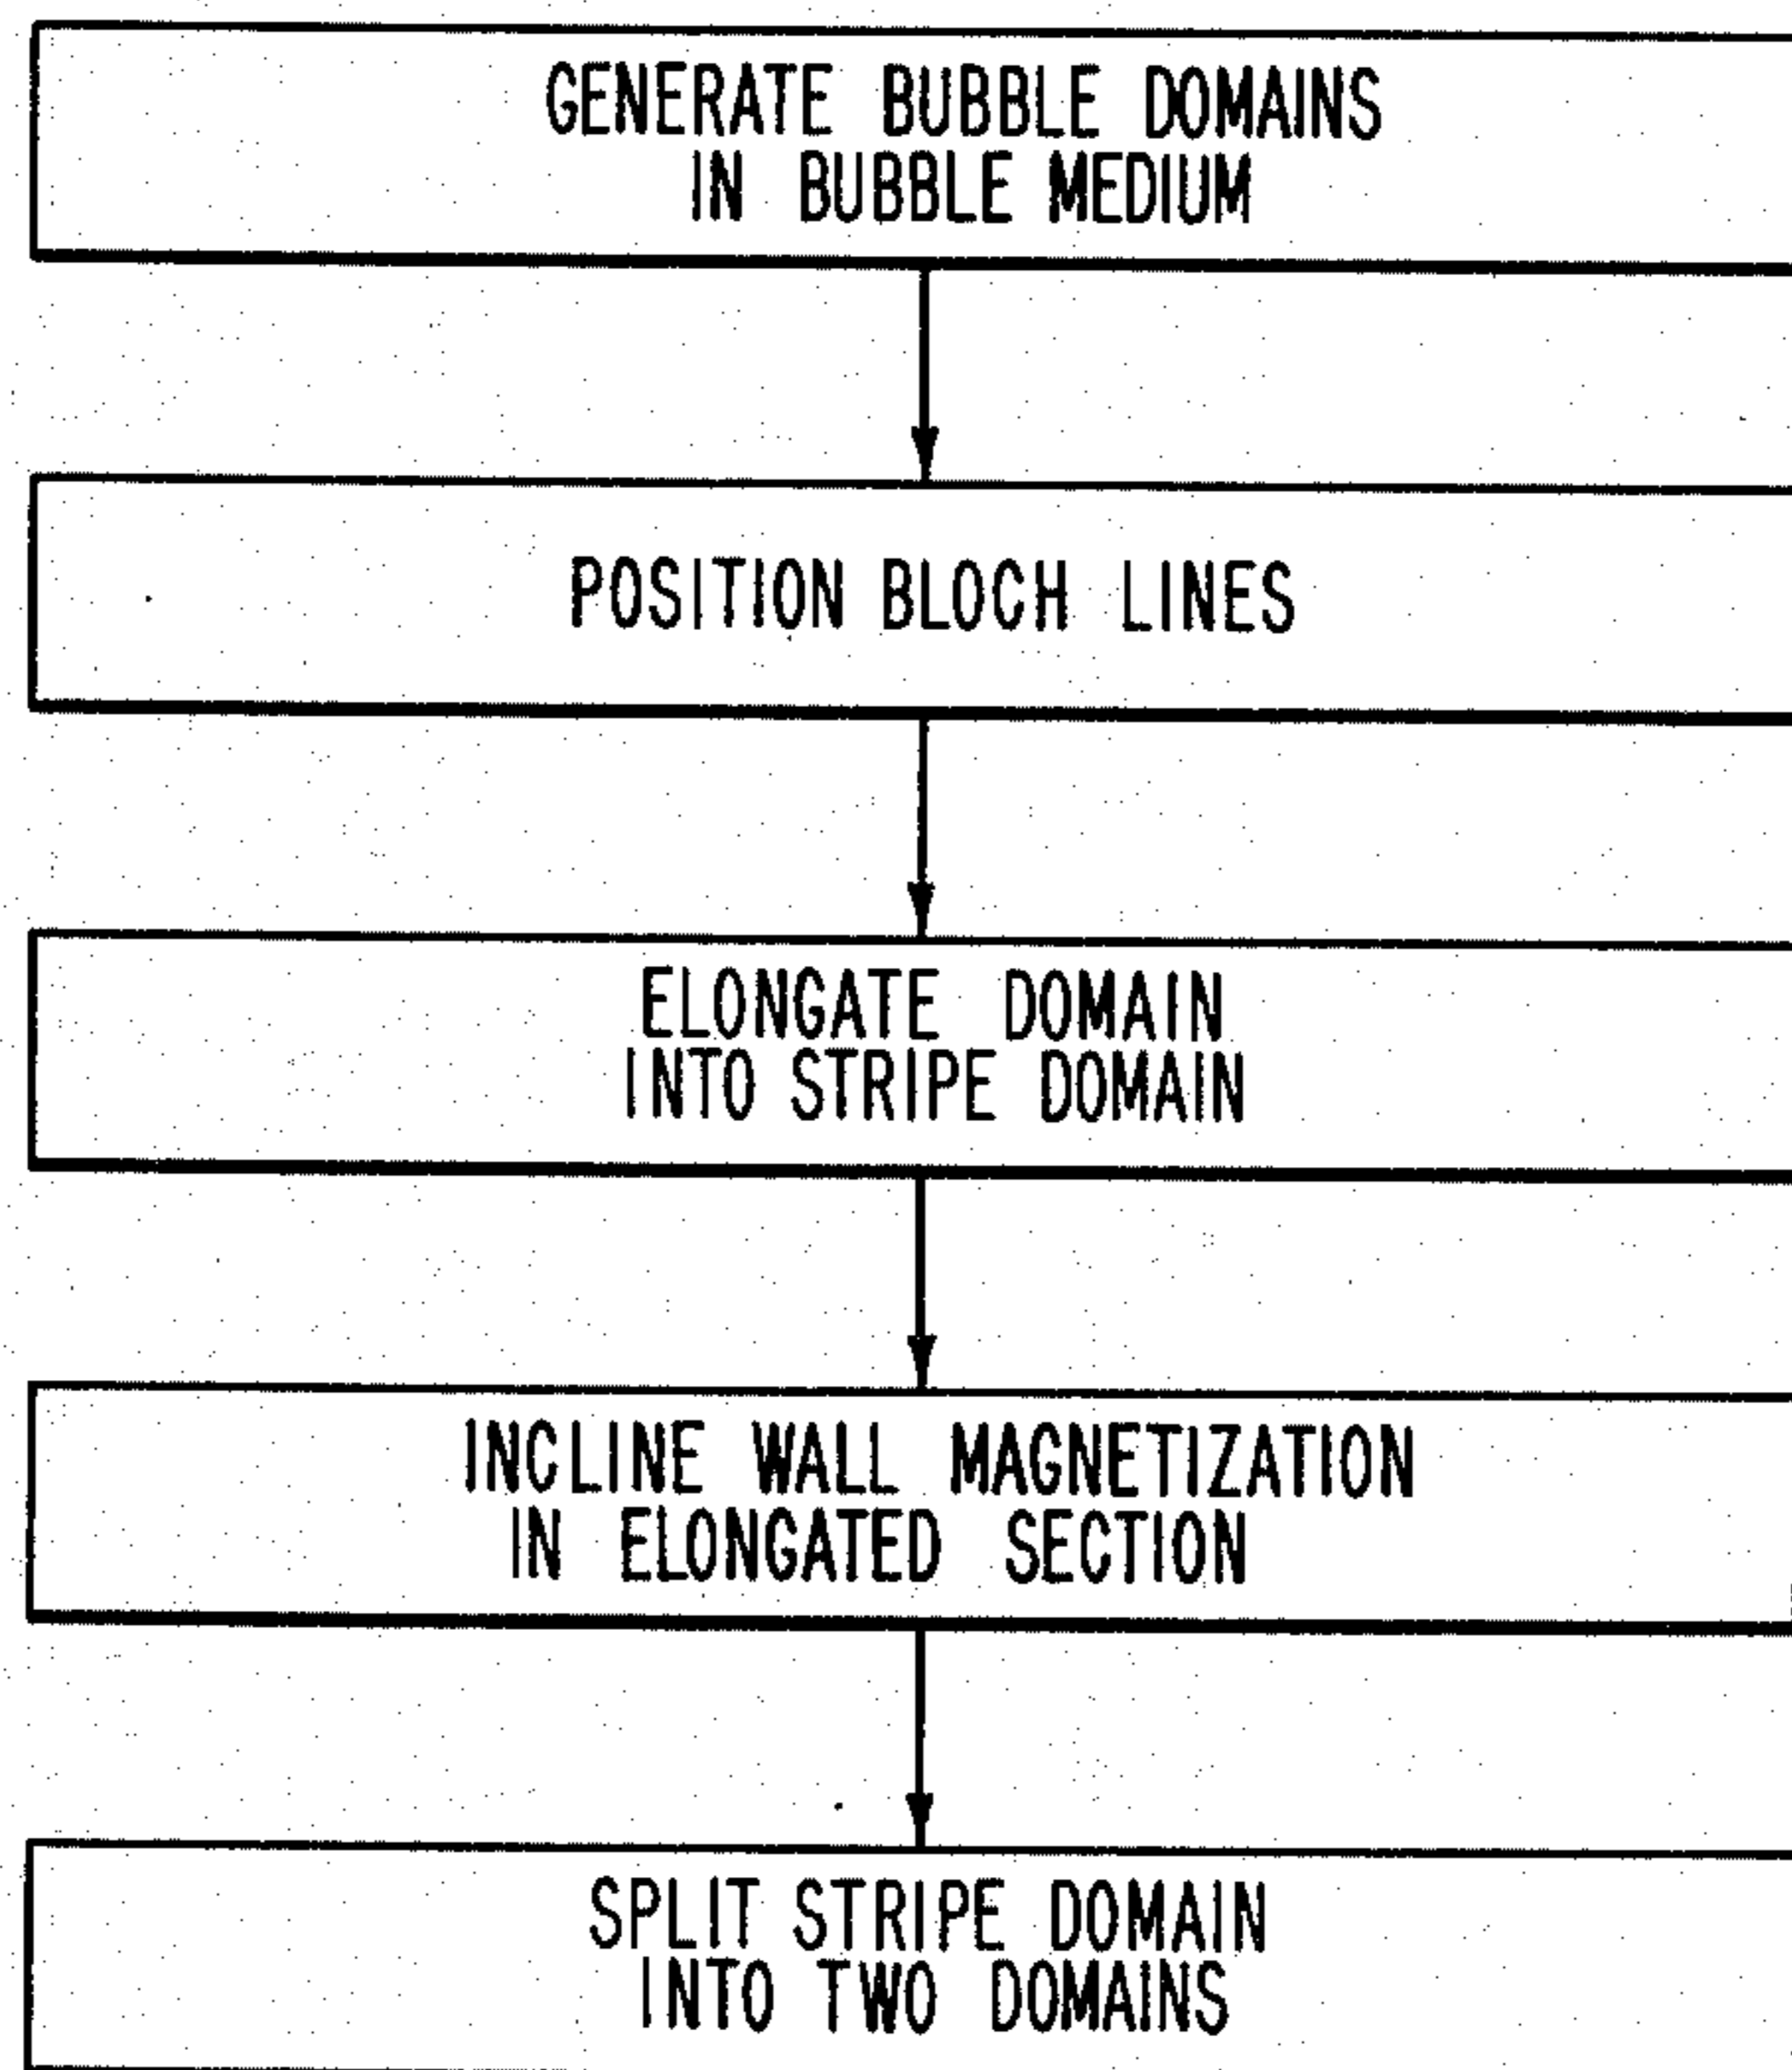 GENERATE BUBBLE DOMAINS
IN BUBBLE MEDIUM
POSITION BLOCH LINES
ELONGATE DOMAIN
INTO STRIPE DOMAIN
INCLINE WALL MAGNETIZATION
IN ELONGATED SECTION
SPLIT STRIPE DOMAIN
INTO TWO DOMAINS